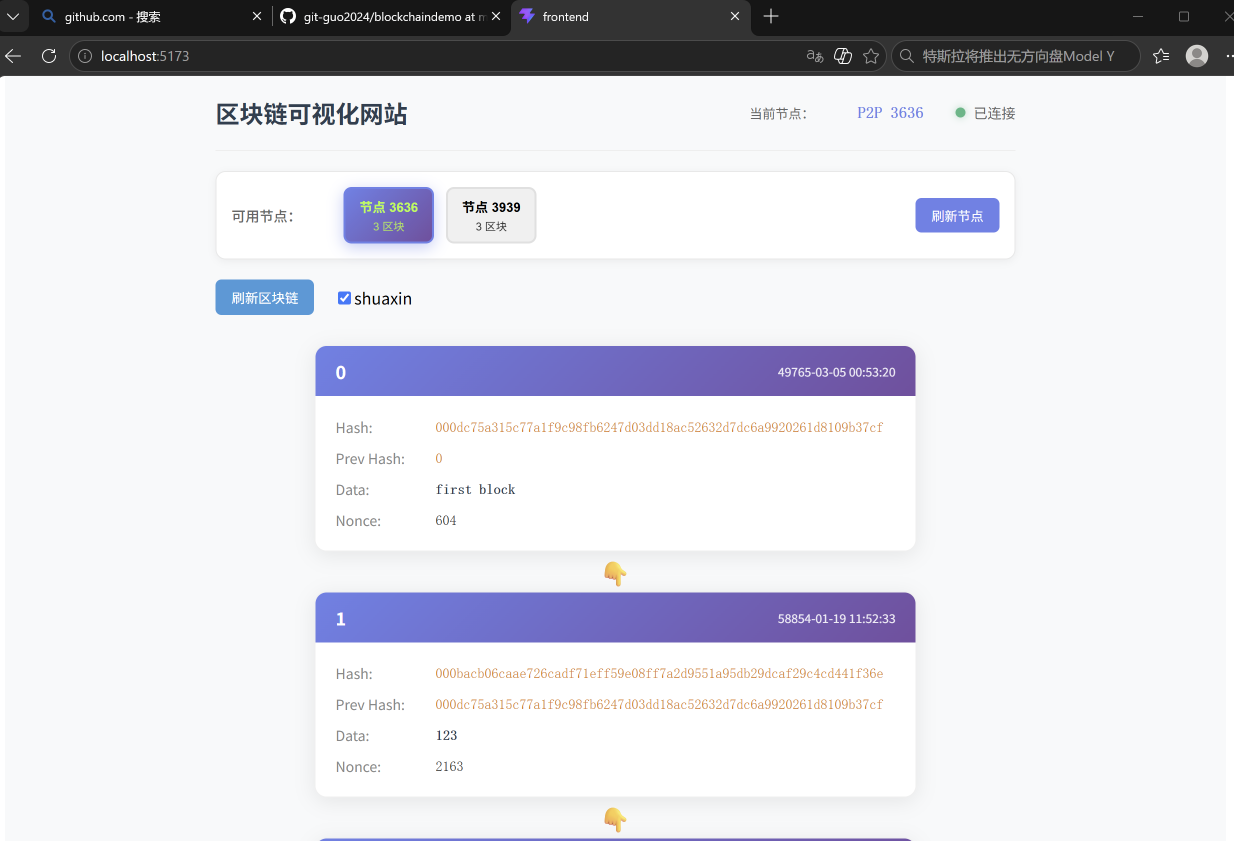 github.com - 搜索
git-guo2024/blockchaindemo at m
frontend
localhost:5173
特斯拉将推出无方向盘Model Y
区块链可视化网站
当前节点：
P2P 3636
已连接
可用节点：
节点 3636
3 区块
节点 3939
3 区块
刷新节点
刷新区块链
shuaxin
0
49765-03-05 00:53:20
Hash:
000dc75a315c77a1f9c98fb6247d03dd18ac52632d7dc6a9920261d8109b37cf
Prev Hash:
0
Data:
first block
Nonce:
604
1
58854-01-19 11:52:33
Hash:
000bacb06caae726cadf71eff59e08ff7a2d9551a95db29dcaf29c4cd441f36e
Prev Hash:
000dc75a315c77a1f9c98fb6247d03dd18ac52632d7dc6a9920261d8109b37cf
Data:
123
Nonce:
2163